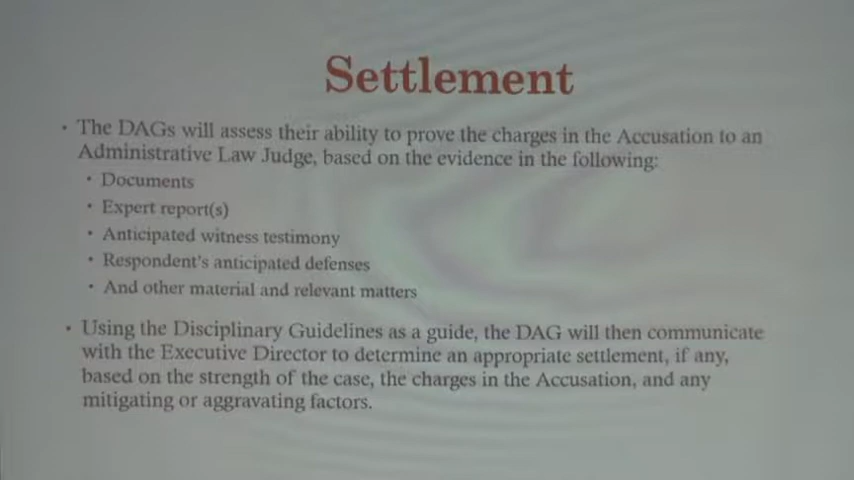 Settlement
• The DAGs will assess their ability to prove the charges in the Accusation to an
Administrative Law Judge, based on the evidence in the following:
• Documents
• Expert report(s)
• Anticipated witness testimony
• Respondent's anticipated defenses
• And other material and relevant matters
• Using the Disciplinary Guidelines as a guide, the DAG will then communicate
with the Executive Director to determine an appropriate settlement, if any,
based on the strength of the case, the charges in the Accusation, and any
mitigating or aggravating factors.